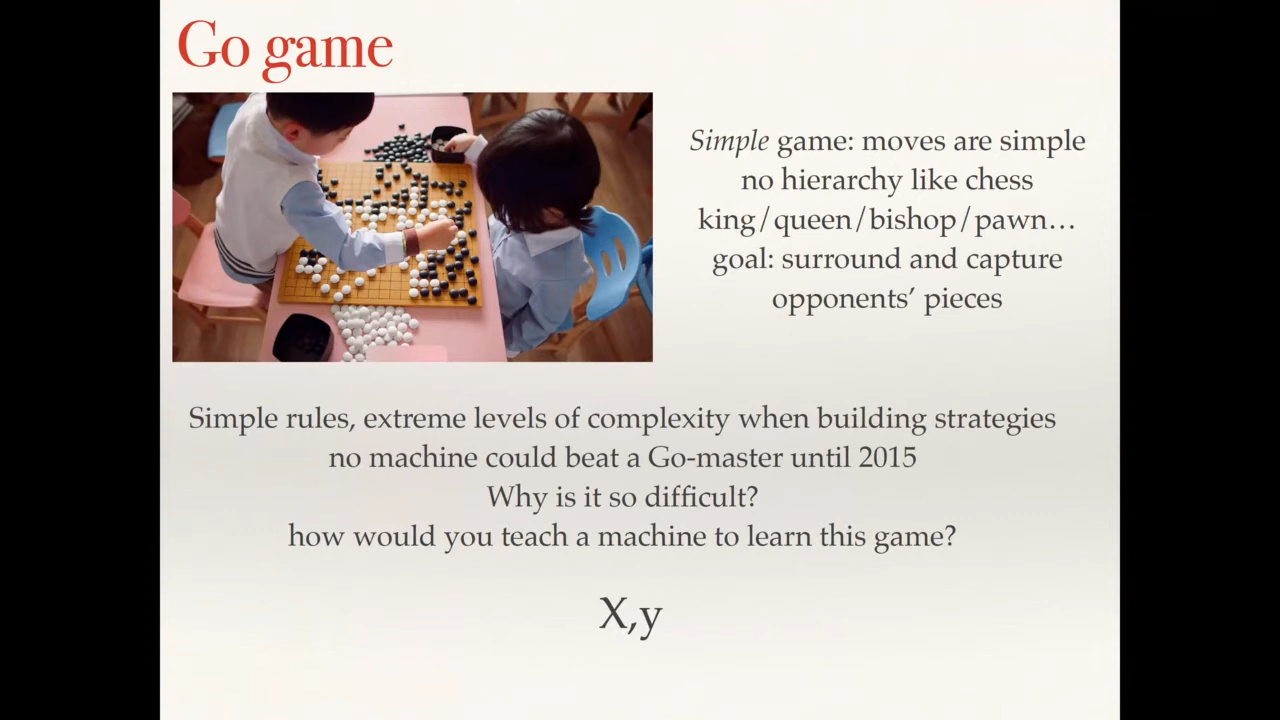 Go game
Simple game: moves are simple
no hierarchy like chess
king/queen/bishop/pawn…
goal: surround and capture
opponents’ pieces
Simple rules, extreme levels of complexity when building strategies
no machine could beat a Go-master until 2015
Why is it so difficult?
how would you teach a machine to learn this game?
X,y